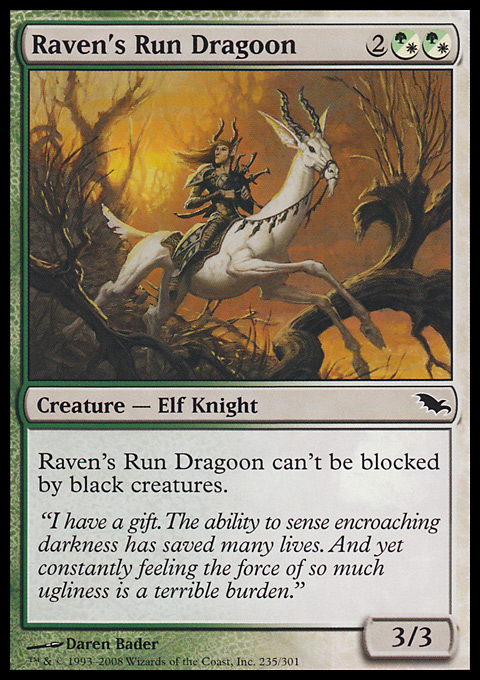 Raven's Run Dragoon 2
Creature — Elf Knight
Raven's Run Dragoon can't be blocked
by black creatures.
“I have a gift. The ability to sense encroaching
darkness has saved many lives. And yet
constantly feeling the force of so much
ugliness is a terrible burden.”
Daren Bader
3/3
™ & © 1993–2008 Wizards of the Coast, Inc. 235/301